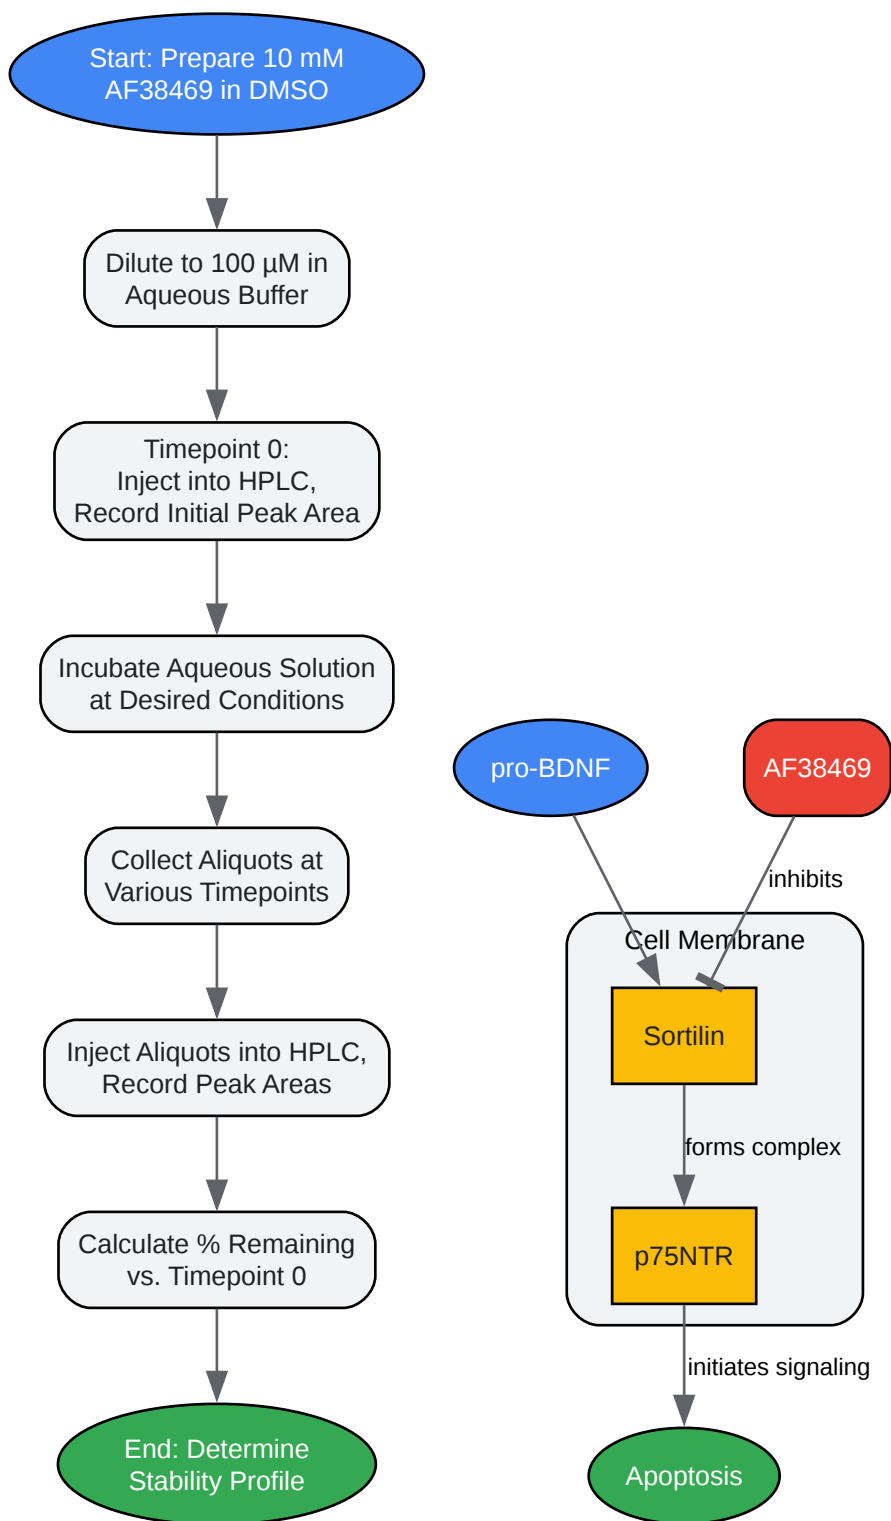 Start: Prepare 10 mM
AF38469 in DMSO
Dilute to 100 µM in
Aqueous Buffer
Timepoint 0:
Inject into HPLC,
Record Initial Peak Area
Incubate Aqueous Solution
at Desired Conditions
Collect Aliquots at
Various Timepoints
Inject Aliquots into HPLC,
Record Peak Areas
Calculate % Remaining
vs. Timepoint 0
End: Determine
Stability Profile
pro-BDNF
AF38469
inhibits
Cell Membrane
Sortilin
forms complex
p75NTR
initiates signaling
Apoptosis